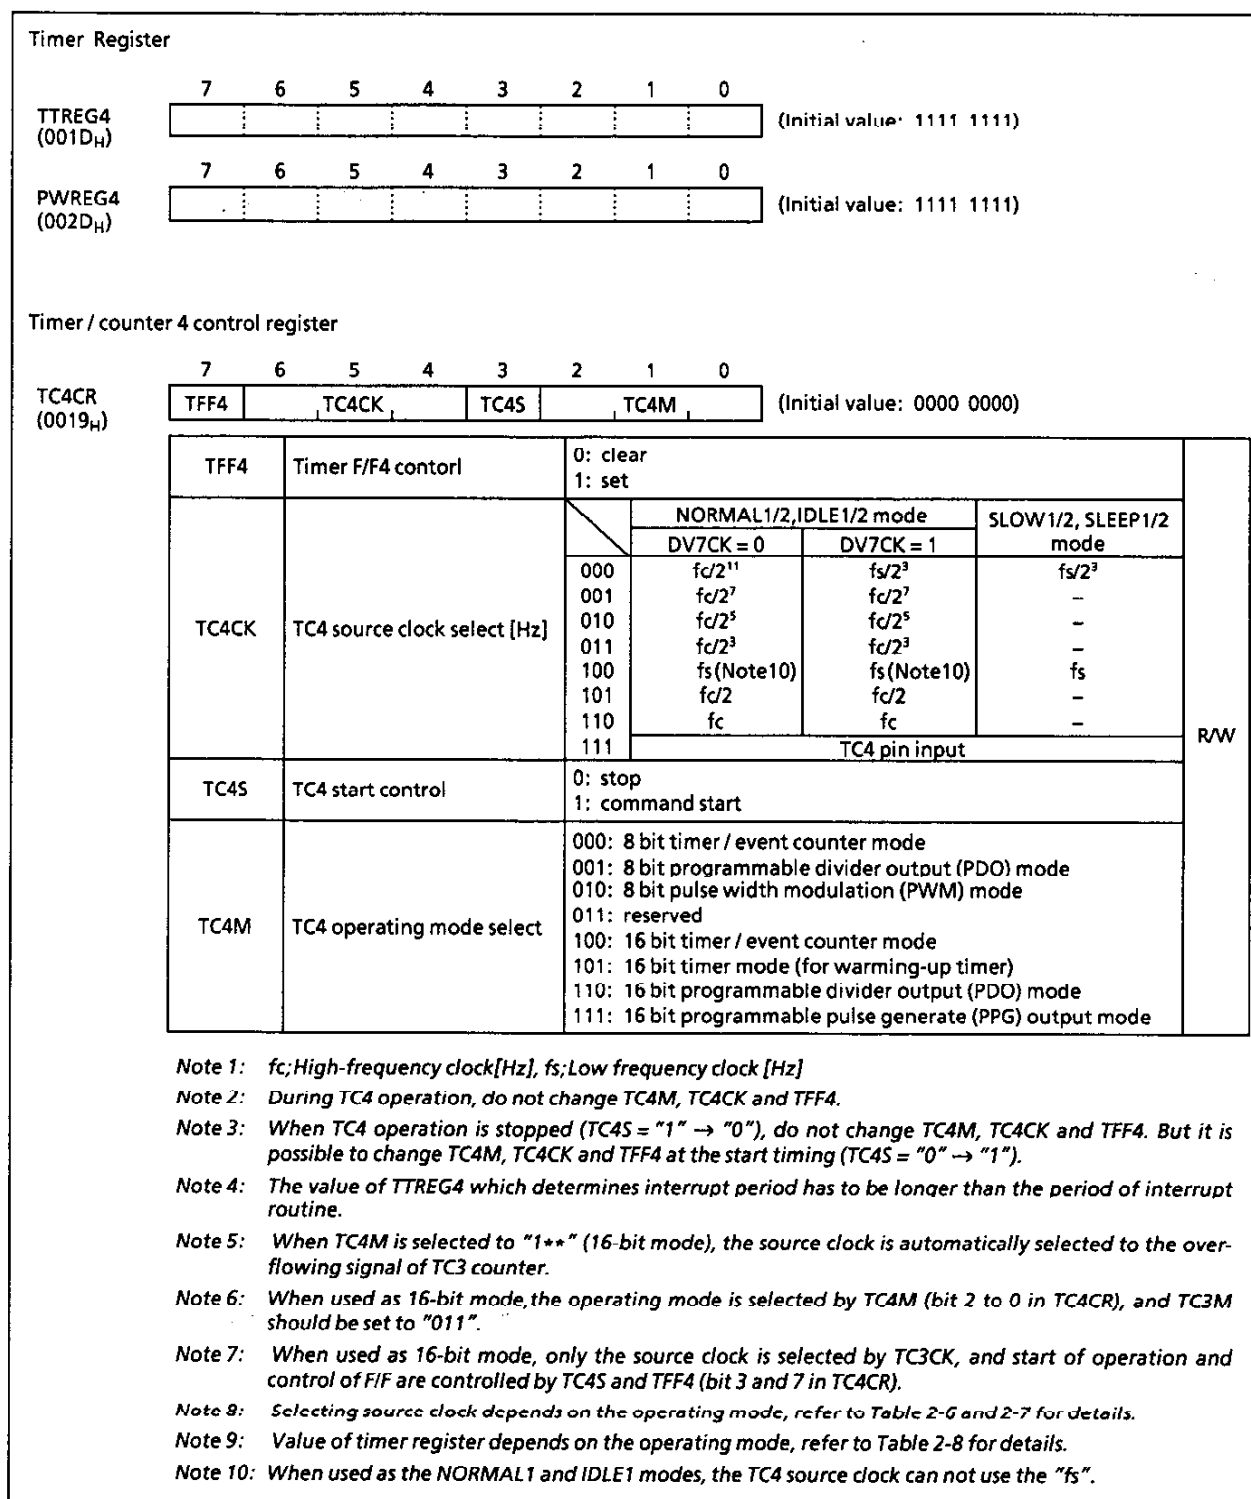 Timer Register
7 6 5 4 3 2 1 0
TTREG4 (Initial value: 1111 1111)
(001DH)
7 6 5 4 3 2 1 0
PWREG4 (Initial value: 1111 1111)
(002DH)
Timer / counter 4 control register
7 6 5 4 3 2 1 0
TC4CR TFF4 TC4CK TC4S TC4M (Initial value: 0000 0000)
(0019H)
TFF4 Timer F/F4 contorl 0: clear
1: set
NORMAL1/2,IDLE1/2 mode SLOW1/2, SLEEP1/2 mode
DV7CK = 0 DV7CK = 1
000 fc/2¹¹ fs/2³ fs/2³
001 fc/2⁷ fc/2⁷ –
010 fc/2⁵ fc/2⁵ –
TC4CK TC4 source clock select [Hz] 011 fc/2³ fc/2³ –
100 fs(Note10) fs(Note10) fs
101 fc/2 fc/2 –
110 fc fc –
111 TC4 pin input
R/W
TC4S TC4 start control 0: stop
1: command start
TC4M TC4 operating mode select
000: 8 bit timer / event counter mode
001: 8 bit programmable divider output (PDO) mode
010: 8 bit pulse width modulation (PWM) mode
011: reserved
100: 16 bit timer / event counter mode
101: 16 bit timer mode (for warming-up timer)
110: 16 bit programmable divider output (PDO) mode
111: 16 bit programmable pulse generate (PPG) output mode
Note 1: fc;High-frequency clock[Hz], fs;Low frequency clock [Hz]
Note 2: During TC4 operation, do not change TC4M, TC4CK and TFF4.
Note 3: When TC4 operation is stopped (TC4S = "1" → "0"), do not change TC4M, TC4CK and TFF4. But it is
possible to change TC4M, TC4CK and TFF4 at the start timing (TC4S = "0" → "1").
Note 4: The value of TTREG4 which determines interrupt period has to be longer than the period of interrupt
routine.
Note 5: When TC4M is selected to "1**" (16-bit mode), the source clock is automatically selected to the over-
flowing signal of TC3 counter.
Note 6: When used as 16-bit mode, the operating mode is selected by TC4M (bit 2 to 0 in TC4CR), and TC3M
should be set to "011".
Note 7: When used as 16-bit mode, only the source clock is selected by TC3CK, and start of operation and
control of F/F are controlled by TC4S and TFF4 (bit 3 and 7 in TC4CR).
Note 8: Selecting source clock depends on the operating mode, refer to Table 2-6 and 2-7 for details.
Note 9: Value of timer register depends on the operating mode, refer to Table 2-8 for details.
Note 10: When used as the NORMAL1 and IDLE1 modes, the TC4 source clock can not use the "fs".